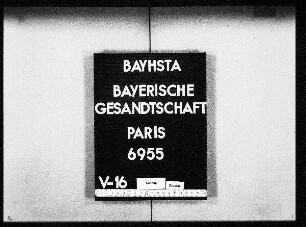 BAYHSTA
BAYERISCHE
GESANDTSCHAFT
PARIS
6955
V-16